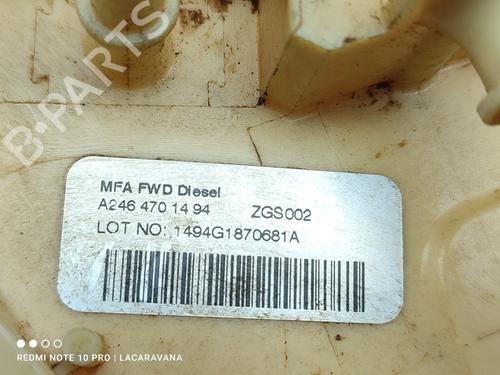 B-PARTS
MFA FWD Diesel
A246 470 14 94 ZGS002
LOT NO: 1494G1870681A
REDMI NOTE 10 PRO | LACARAVANA